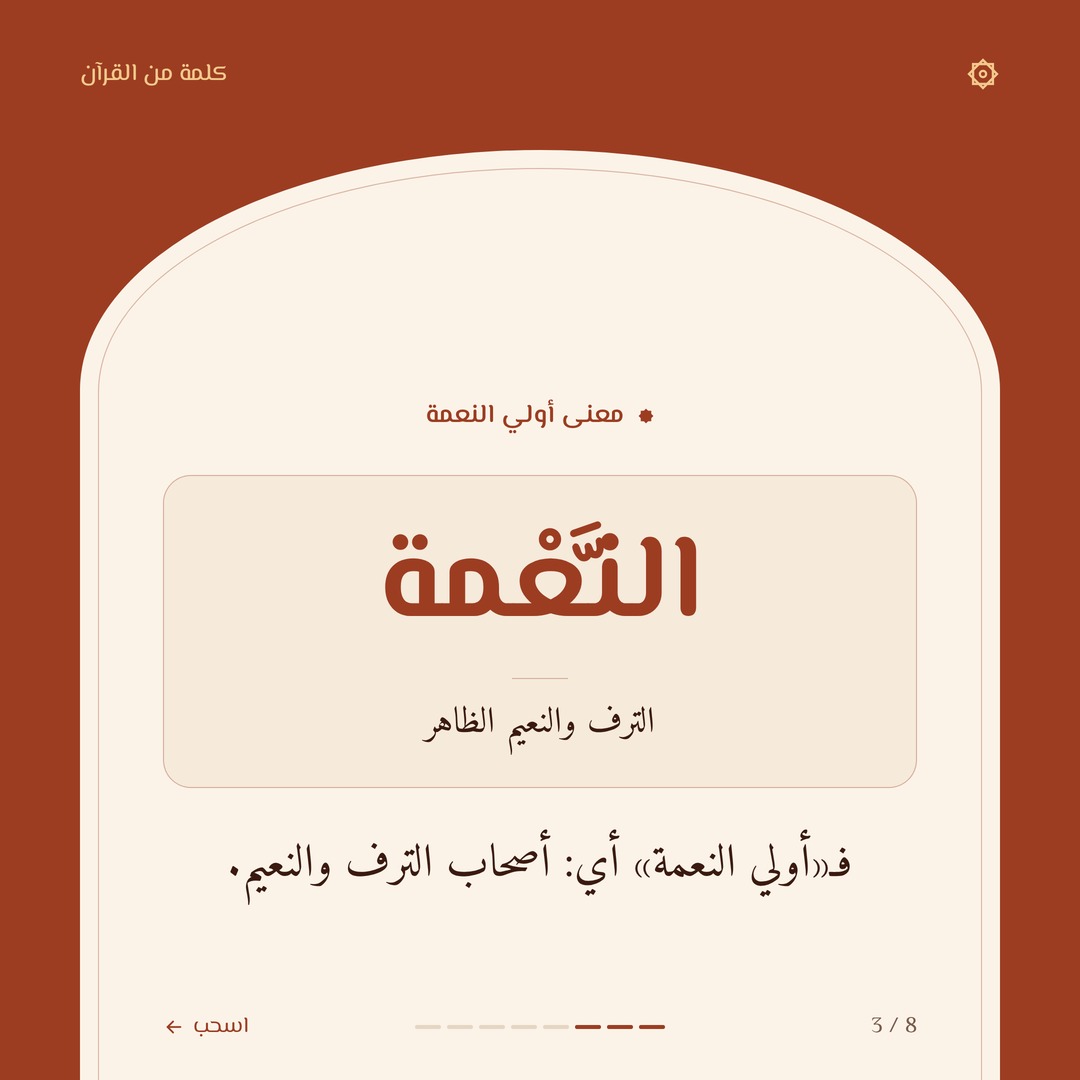 كلمة من القرآن
معنى أولي النعمة
النَّعْمة
الترف والنعيم الظاهر
فـ«أولي النعمة» أي: أصحاب الترف والنعيم.
3 / 8
اسحب ←